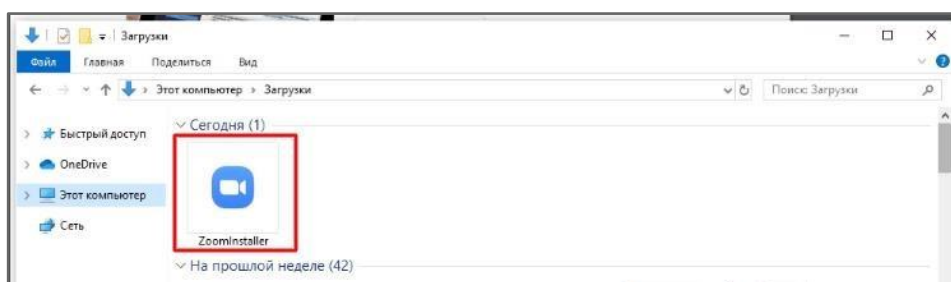 Загрузки
Файл Главная Поделиться Вид
Этот компьютер Загрузки Поиск: Загрузки
Сегодня (1)
Быстрый доступ
OneDrive
Этот компьютер
Сеть
ZoomInstaller
На прошлой неделе (42)